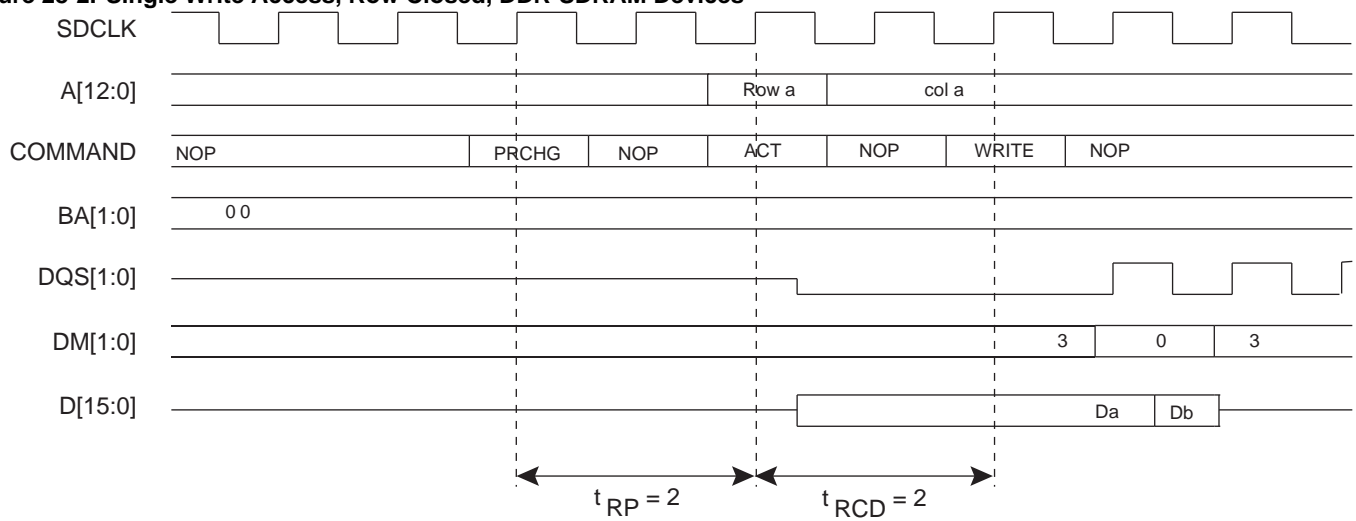 SDCLK
A[12:0] Row a col a
COMMAND NOP PRCHG NOP ACT NOP WRITE NOP
BA[1:0] 0 0
DQS[1:0]
DM[1:0] 3 0 3
D[15:0] Da Db
t RP = 2 t RCD = 2